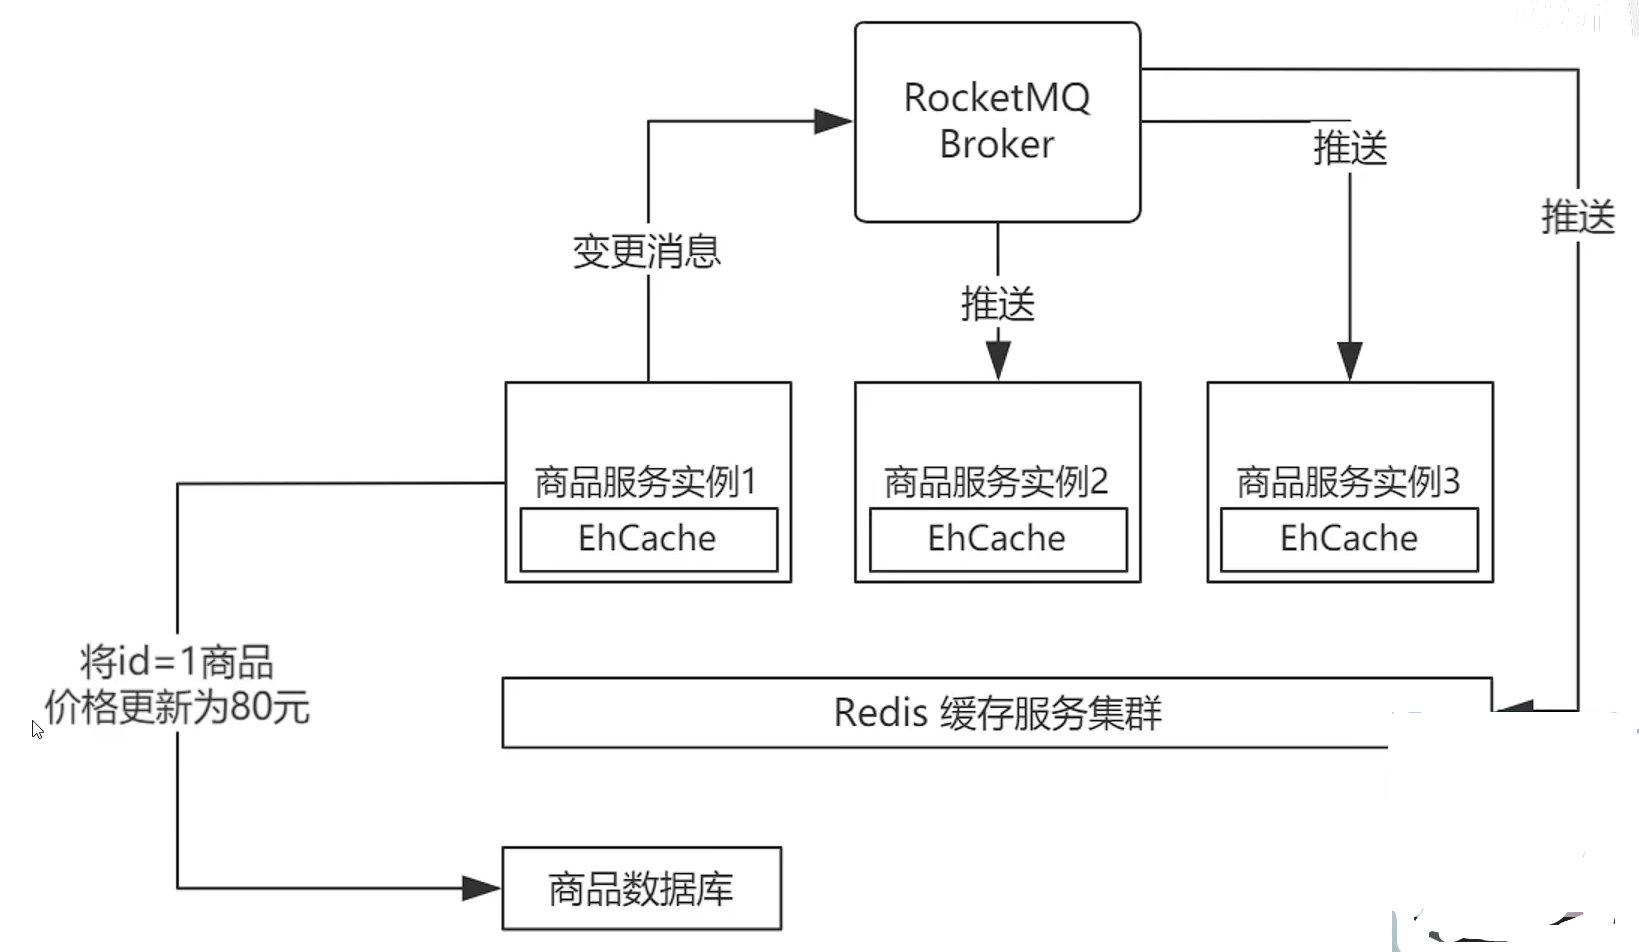 RocketMQ
Broker
推送
推送
变更消息
推送
商品服务实例1
EhCache
商品服务实例2
EhCache
商品服务实例3
EhCache
将id=1商品
价格更新为80元
Redis 缓存服务集群
商品数据库